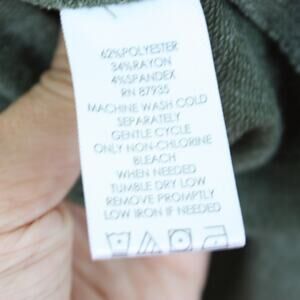 62%POLYESTER
34%RAYON
4%SPANDEX
RN 87935
MACHINE WASH COLD
SEPARATELY
GENTLE CYCLE
ONLY NON-CHLORINE
BLEACH
WHEN NEEDED
TUMBLE DRY LOW
REMOVE PROMPTLY
LOW IRON IF NEEDED